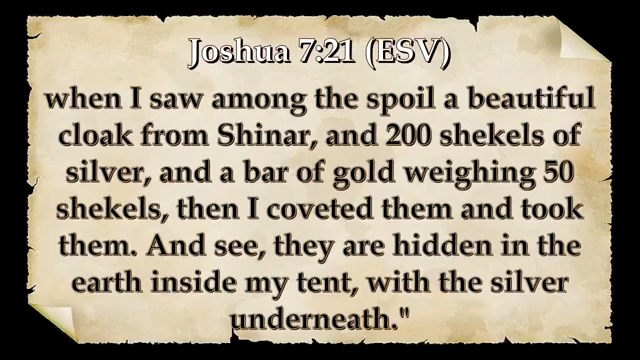 Joshua 7:21 (ESV)
when I saw among the spoil a beautiful
cloak from Shinar, and 200 shekels of
silver, and a bar of gold weighing 50
shekels, then I coveted them and took
them. And see, they are hidden in the
earth inside my tent, with the silver
underneath."